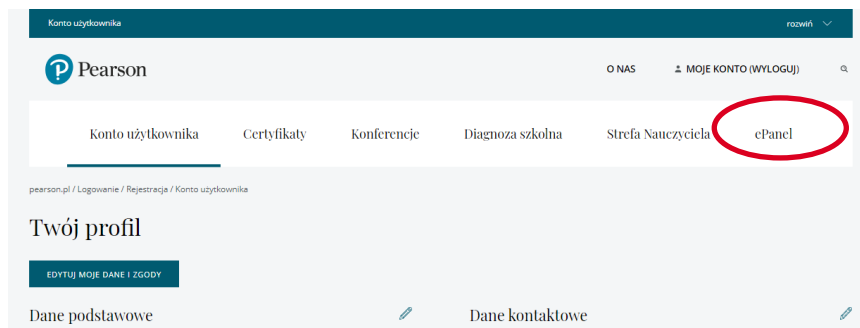 Konto użytkownika rozwiń
Pearson O NAS MOJE KONTO (WYLOGUJ)
Konto użytkownika Certyfikaty Konferencje Diagnoza szkolna Strefa Nauczyciela ePanel
pearson.pl / Logowanie / Rejestracja / Konto użytkownika
Twój profil
EDYTUJ MOJE DANE I ZGODY
Dane podstawowe Dane kontaktowe